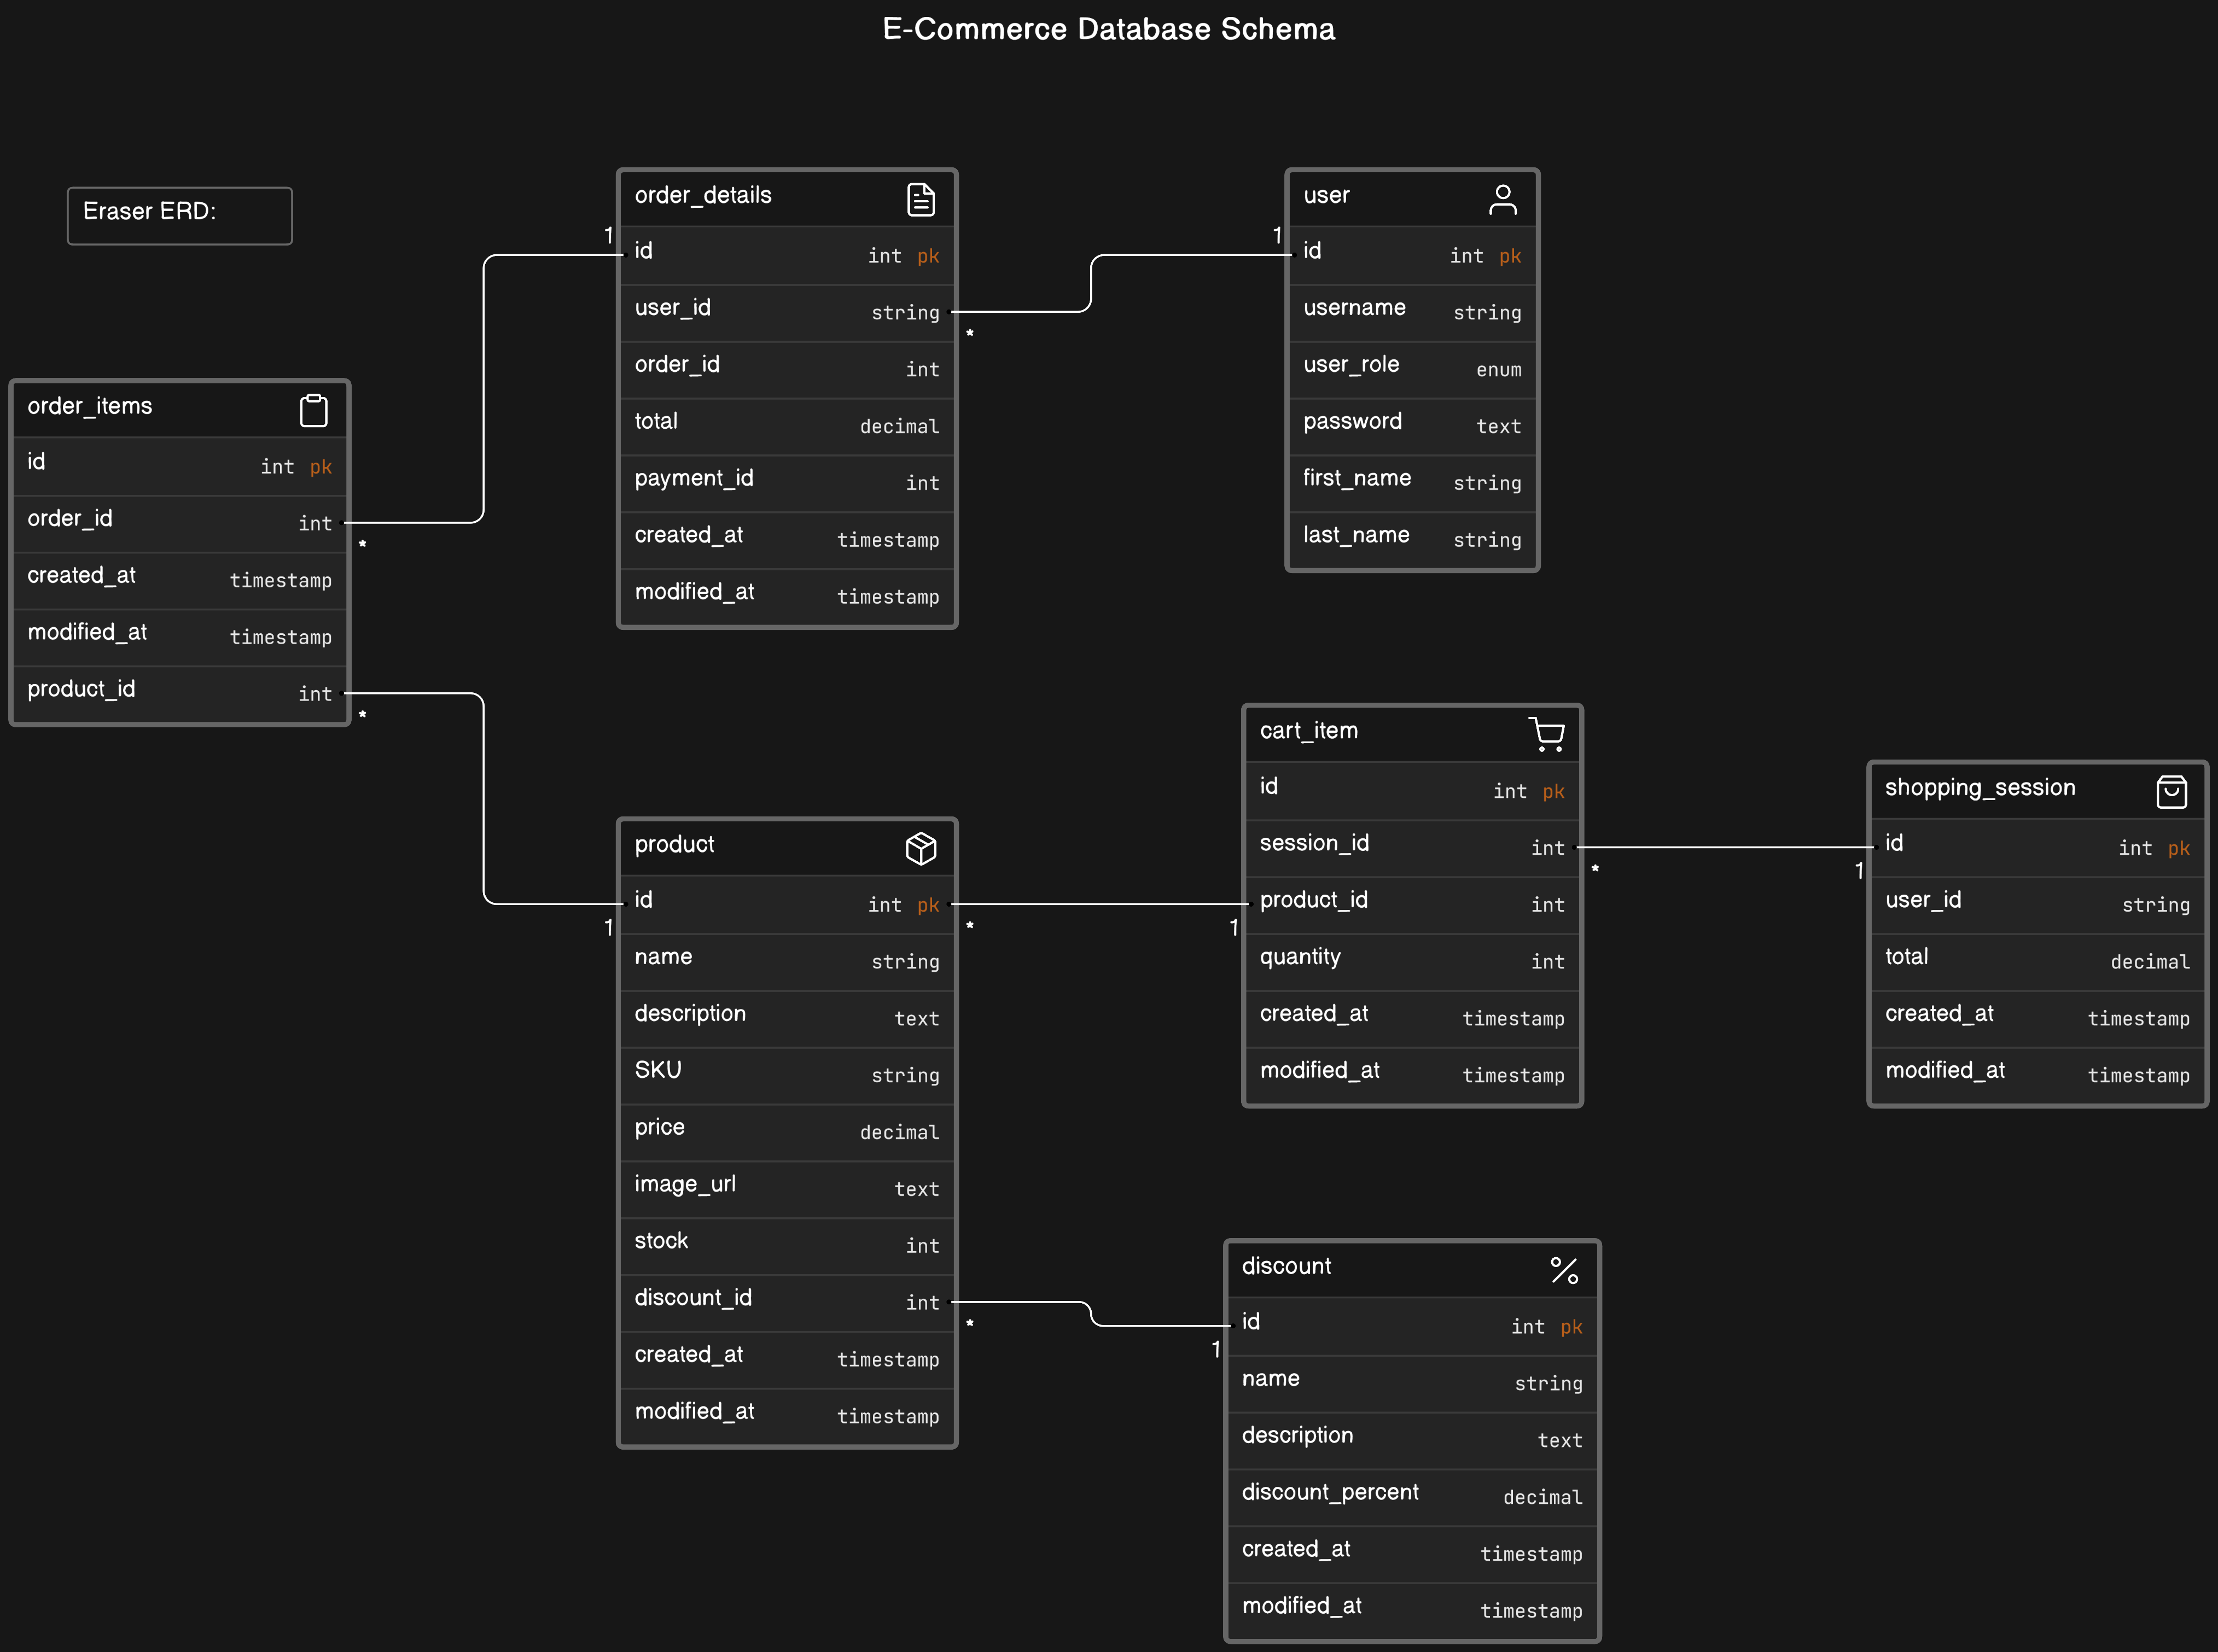 E-Commerce Database Schema
Eraser ERD:
order_items
id int pk
order_id int
created_at timestamp
modified_at timestamp
product_id int
*
*
order_details
1
id int pk
user_id string
*
order_id int
total decimal
payment_id int
created_at timestamp
modified_at timestamp
user
1
id int pk
username string
user_role enum
password text
first_name string
last_name string
product
id int pk
1
*
name string
description text
SKU string
price decimal
image_url text
stock int
discount_id int
*
created_at timestamp
modified_at timestamp
cart_item
id int pk
session_id int
*
product_id int
1
quantity int
created_at timestamp
modified_at timestamp
shopping_session
id int pk
1
user_id string
total decimal
created_at timestamp
modified_at timestamp
discount
id int pk
1
name string
description text
discount_percent decimal
created_at timestamp
modified_at timestamp